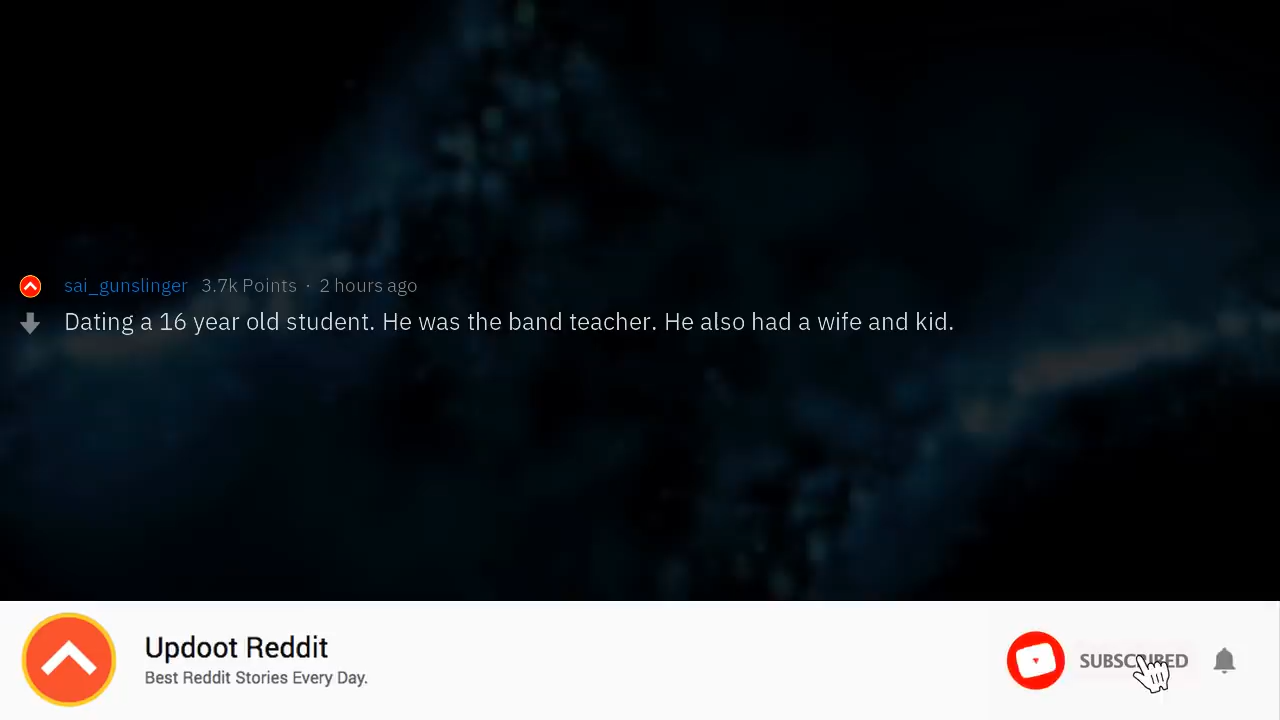 sai_gunslinger 3.7k Points · 2 hours ago
Dating a 16 year old student. He was the band teacher. He also had a wife and kid.
Updoot Reddit
Best Reddit Stories Every Day.
SUBSCRIBED